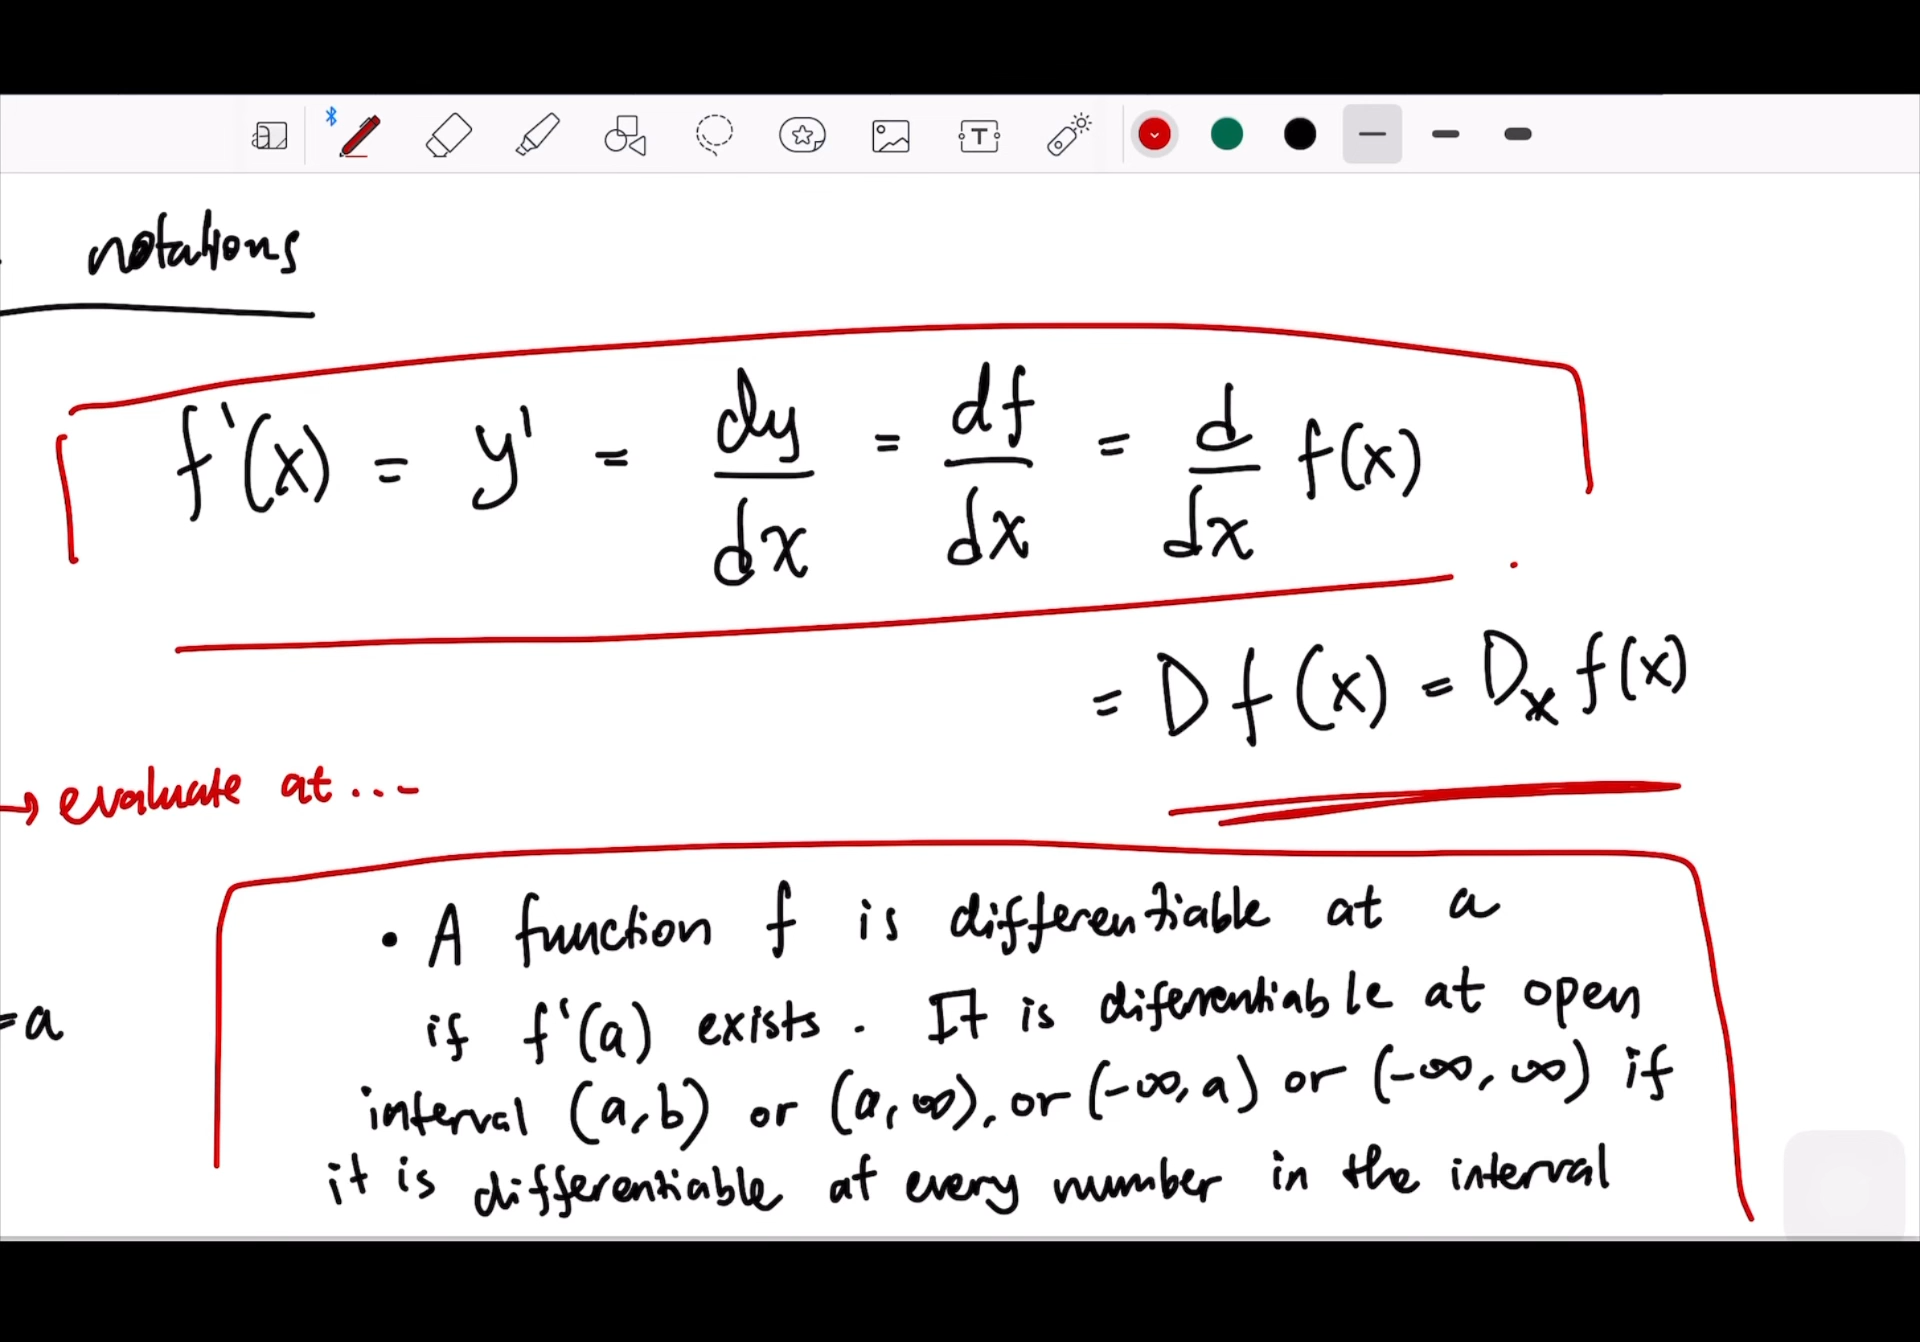 notations
f'(x) = y' = dy/dx = df/dx = d/dx f(x)
= D f(x) = Dₓ f(x)
→ evaluate at ...
• A function f is differentiable at a
=a
if f'(a) exists. It is diferentiable at open
interval (a,b) or (a,∞), or (-∞,a) or (-∞,∞) if
it is differentiable at every number in the interval